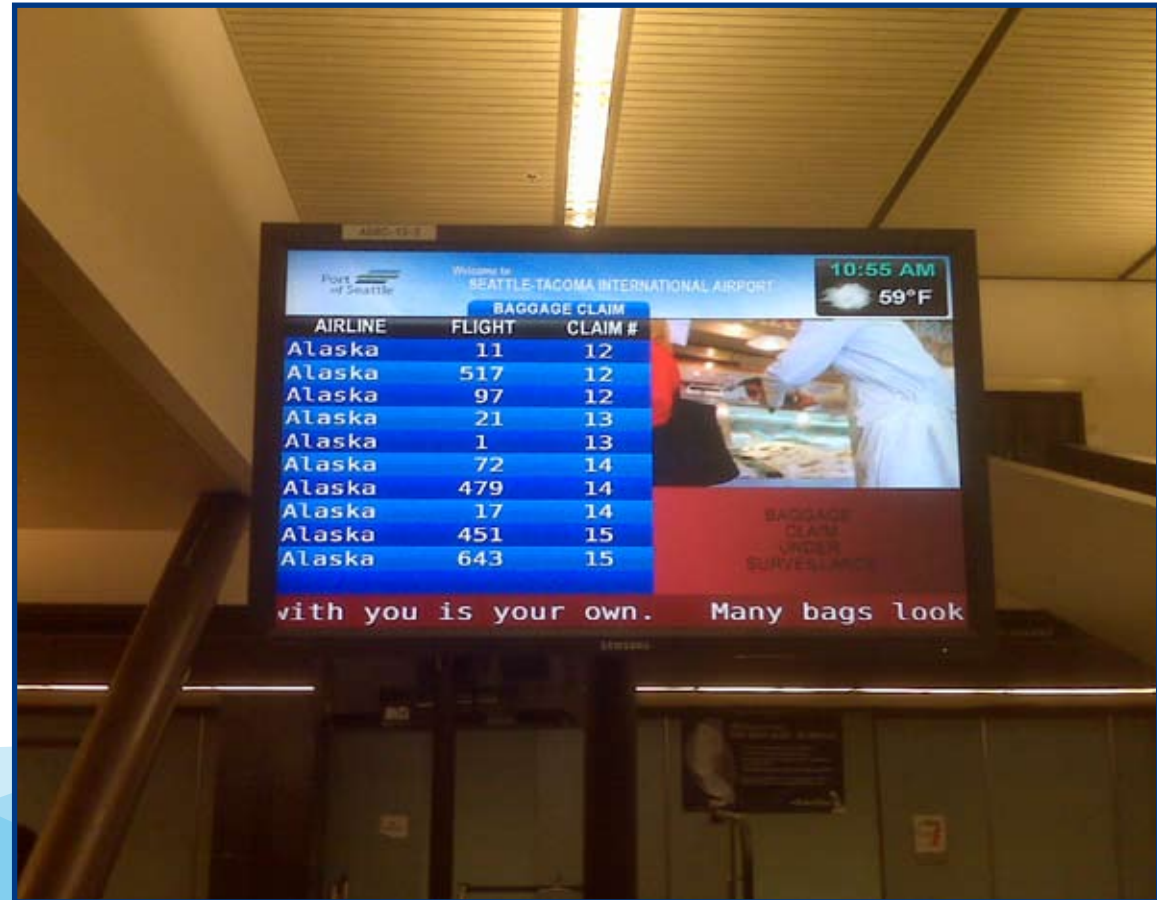 Port
of Seattle
Welcome to
SEATTLE-TACOMA INTERNATIONAL AIRPORT
10:55 AM
59°F
BAGGAGE CLAIM
AIRLINE FLIGHT CLAIM #
Alaska 11 12
Alaska 517 12
Alaska 97 12
Alaska 21 13
Alaska 1 13
Alaska 72 14
Alaska 479 14
Alaska 17 14
Alaska 451 15
Alaska 643 15
BAGGAGE
CLAIM
UNDER
SURVEILLANCE
with you is your own. Many bags look
SAMSUNG